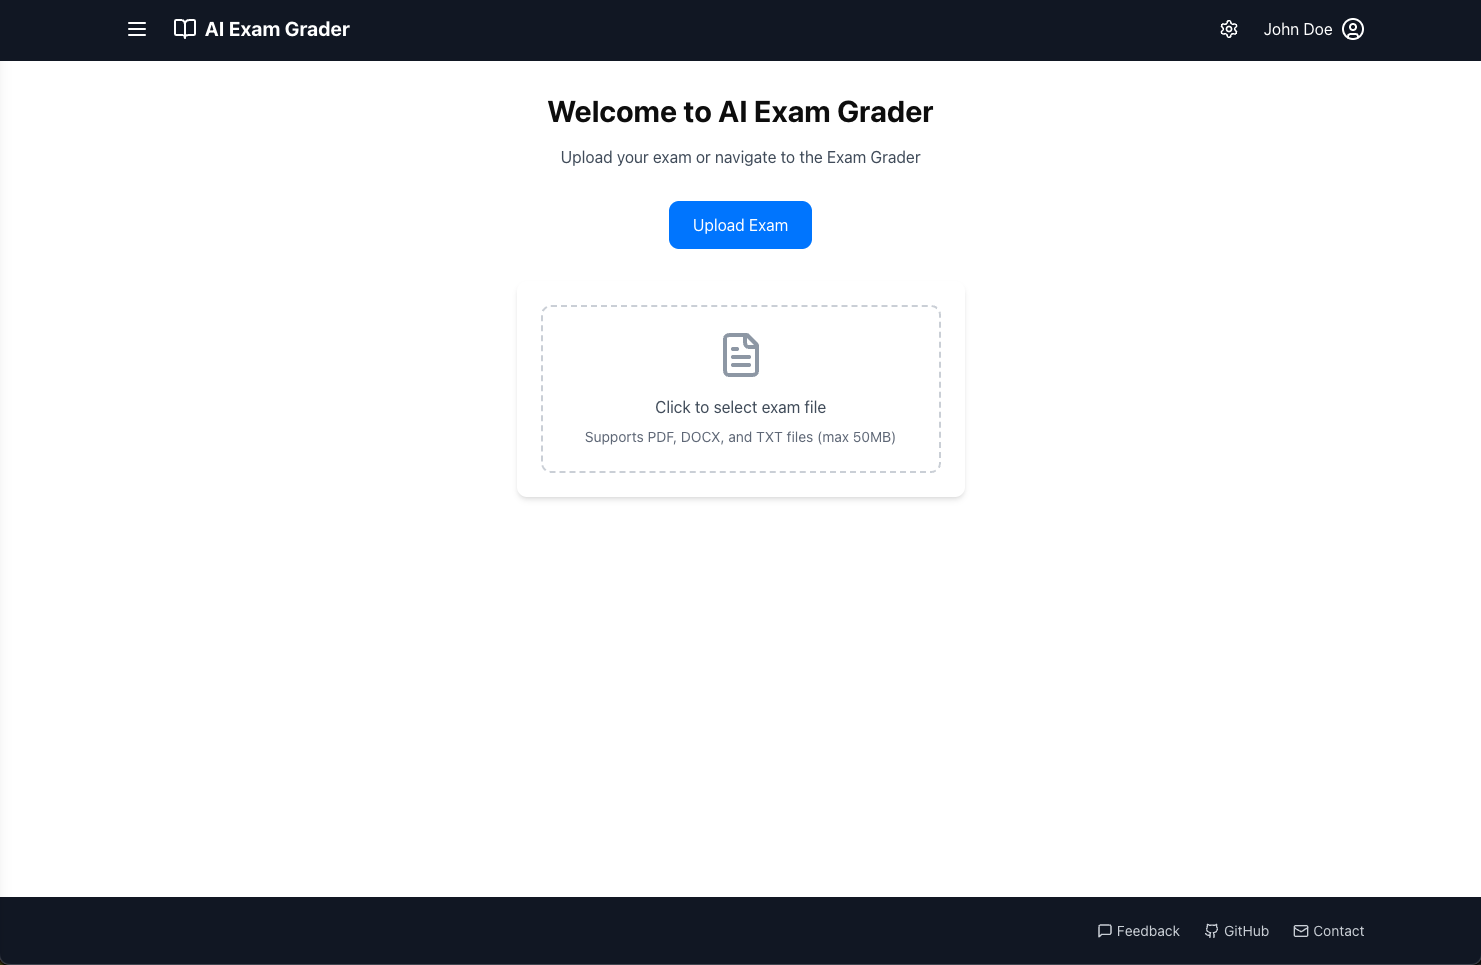 AI Exam Grader
John Doe
Welcome to AI Exam Grader
Upload your exam or navigate to the Exam Grader
Upload Exam
Click to select exam file
Supports PDF, DOCX, and TXT files (max 50MB)
Feedback
GitHub
Contact